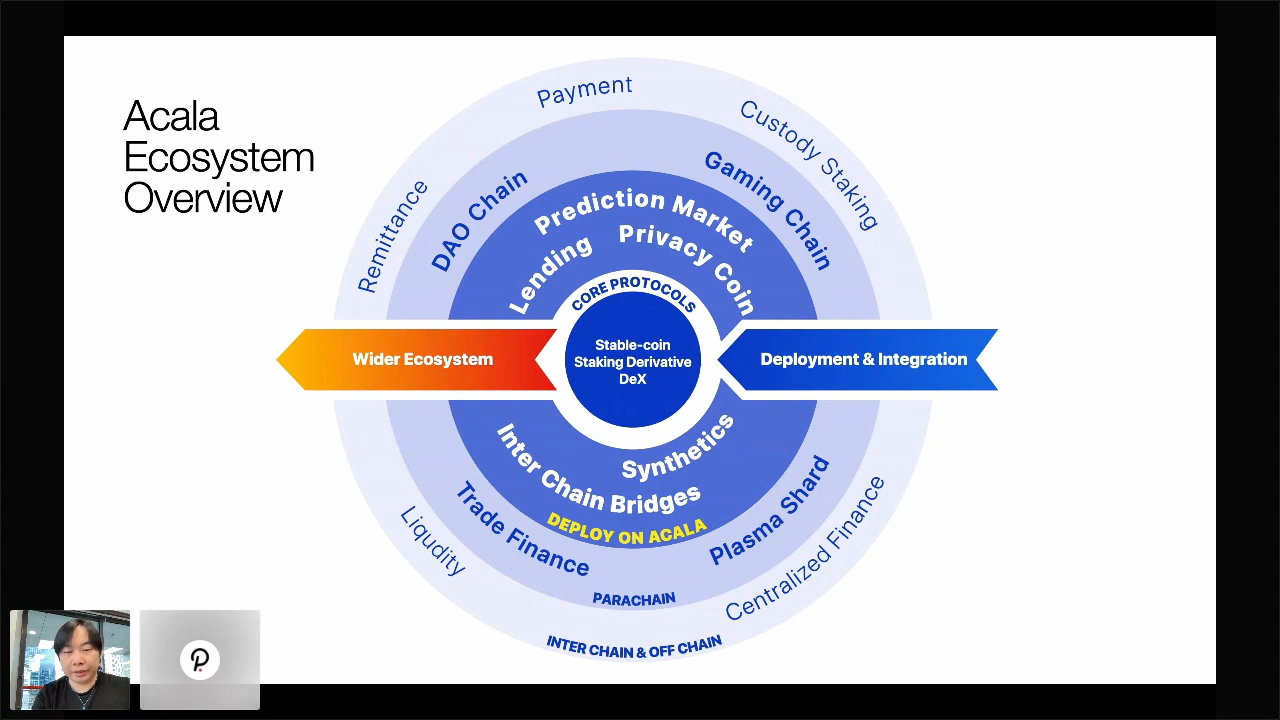 Acala
Ecosystem
Overview
Payment
Custody Staking
Remittance
DAO Chain
Gaming Chain
Prediction Market
Lending
Privacy Coin
CORE PROTOCOLS
Stable-coin
Staking Derivative
DeX
Wider Ecosystem
Deployment & Integration
Synthetics
Inter Chain Bridges
DEPLOY ON ACALA
Trade Finance
Plasma Shard
PARACHAIN
Liqudity
Centralized Finance
INTER CHAIN & OFF CHAIN